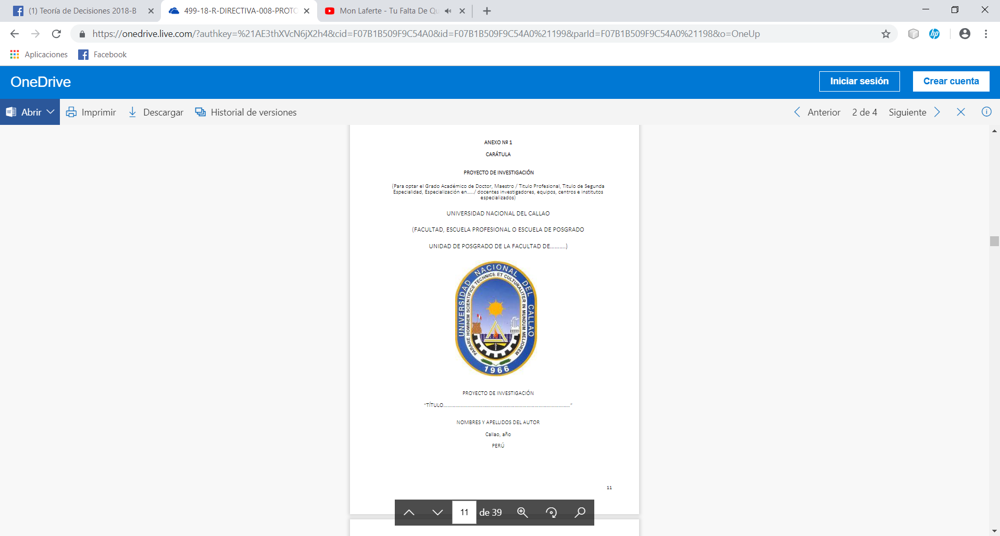 (1) Teoría de Decisiones 2018-B
499-18-R-DIRECTIVA-008-PROTO
Mon Laferte - Tu Falta De Qu
https://onedrive.live.com/?authkey=%21AE3thXVcN6jX2h4&cid=F07B1B509F9C54A0&id=F07B1B509F9C54A0%21199&parId=F07B1B509F9C54A0%21198&o=OneUp
hp
Aplicaciones
Facebook
OneDrive
Iniciar sesión
Crear cuenta
Abrir
Imprimir
Descargar
Historial de versiones
Anterior
2 de 4
Siguiente
ANEXO Nº 1
CARÁTULA
PROYECTO DE INVESTIGACIÓN
(Para optar el Grado Académico de Doctor, Maestro / Titulo Profesional, Titulo de Segunda
Especialidad, Especialización en...../ docentes investigadores, equipos, centros e institutos
especializados)
UNIVERSIDAD NACIONAL DEL CALLAO
(FACULTAD, ESCUELA PROFESIONAL O ESCUELA DE POSGRADO
UNIDAD DE POSGRADO DE LA FACULTAD DE..........)
UNIVERSIDAD NACIONAL DEL CALLAO
PARARE HOMINEM SCIENTIFICE TECHNICE ET CULTURALITER IN MUNDUM MELIOREM
1966
PROYECTO DE INVESTIGACIÓN
“TÍTULO................................................................................................”
NOMBRES Y APELLIDOS DEL AUTOR
Callao, año
PERÚ
11
11 de 39